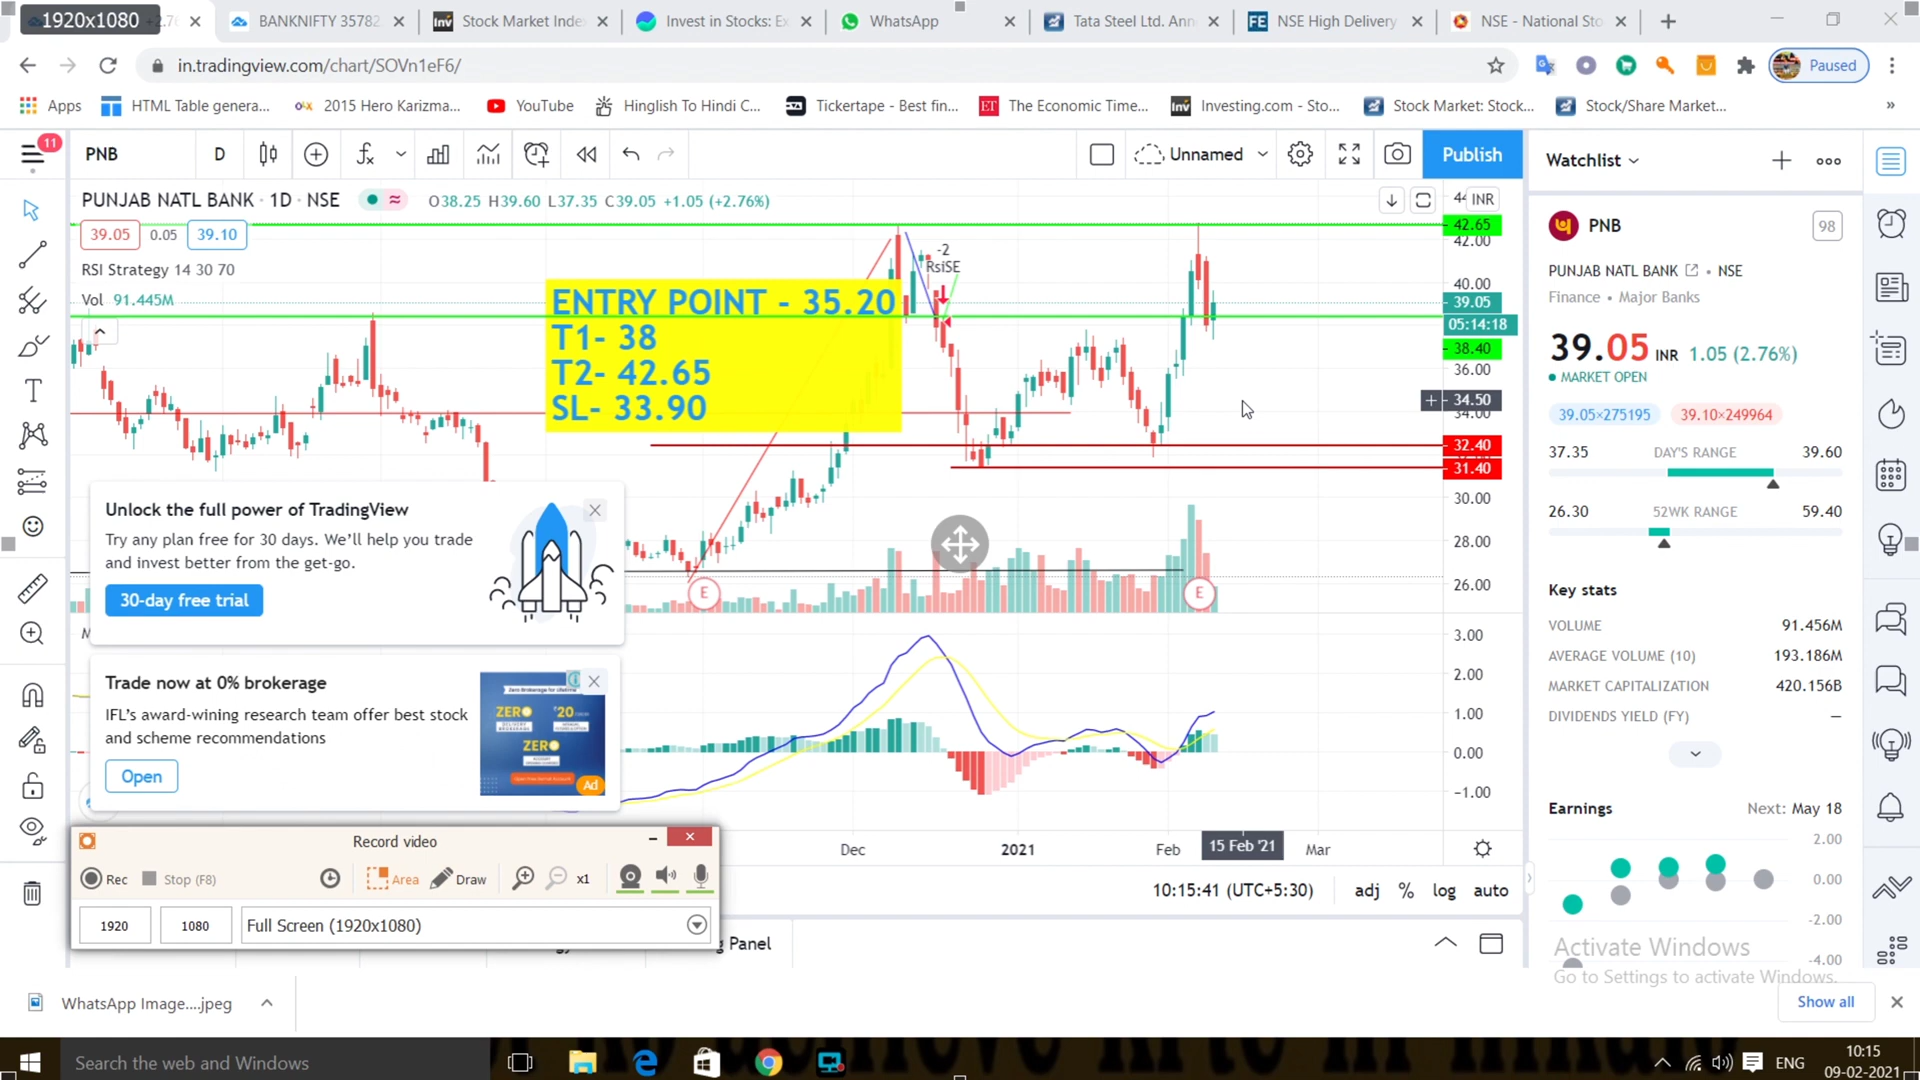 1920x1080
BANKNIFTY 35782
Stock Market Inde
Invest in Stocks: Ex
WhatsApp
Tata Steel Ltd. Ann
NSE High Delivery
NSE - National Sto
in.tradingview.com/chart/SOVn1eF6/
Paused
Apps
HTML Table genera...
2015 Hero Karizma...
YouTube
Hinglish To Hindi C...
Tickertape - Best fin...
The Economic Time...
Investing.com - Sto...
Stock Market: Stock...
Stock/Share Market...
11
PNB
D
Unnamed
Publish
Watchlist
PUNJAB NATL BANK · 1D · NSE
O38.25 H39.60 L37.35 C39.05 +1.05 (+2.76%)
39.05
0.05
39.10
RSI Strategy 14 30 70
Vol 91.445M
-2
RsiSE
ENTRY POINT - 35.20
T1- 38
T2- 42.65
SL- 33.90
44
INR
42.65
42.00
40.00
39.05
05:14:18
38.40
36.00
34.50
34.00
32.40
31.40
30.00
28.00
26.00
3.00
2.00
1.00
0.00
-1.00
E
E
Unlock the full power of TradingView
Try any plan free for 30 days. We'll help you trade
and invest better from the get-go.
30-day free trial
Trade now at 0% brokerage
IFL's award-wining research team offer best stock
and scheme recommendations
Open
ZERO
₹20
ZERO
Ad
Record video
Rec
Stop (F8)
Area
Draw
x1
1920
1080
Full Screen (1920x1080)
Dec
2021
Feb
15 Feb '21
Mar
10:15:41 (UTC+5:30)
adj
%
log
auto
Panel
PNB
98
PUNJAB NATL BANK • NSE
Finance • Major Banks
39.05 INR 1.05 (2.76%)
MARKET OPEN
39.05×275195
39.10×249964
37.35
DAY'S RANGE
39.60
26.30
52WK RANGE
59.40
Key stats
VOLUME
91.456M
AVERAGE VOLUME (10)
193.186M
MARKET CAPITALIZATION
420.156B
DIVIDENDS YIELD (FY)
—
Earnings
Next: May 18
2.00
0.00
-2.00
-4.00
Activate Windows
Go to Settings to activate Windows.
WhatsApp Image....jpeg
Show all
Search the web and Windows
ENG
10:15
09-02-2021